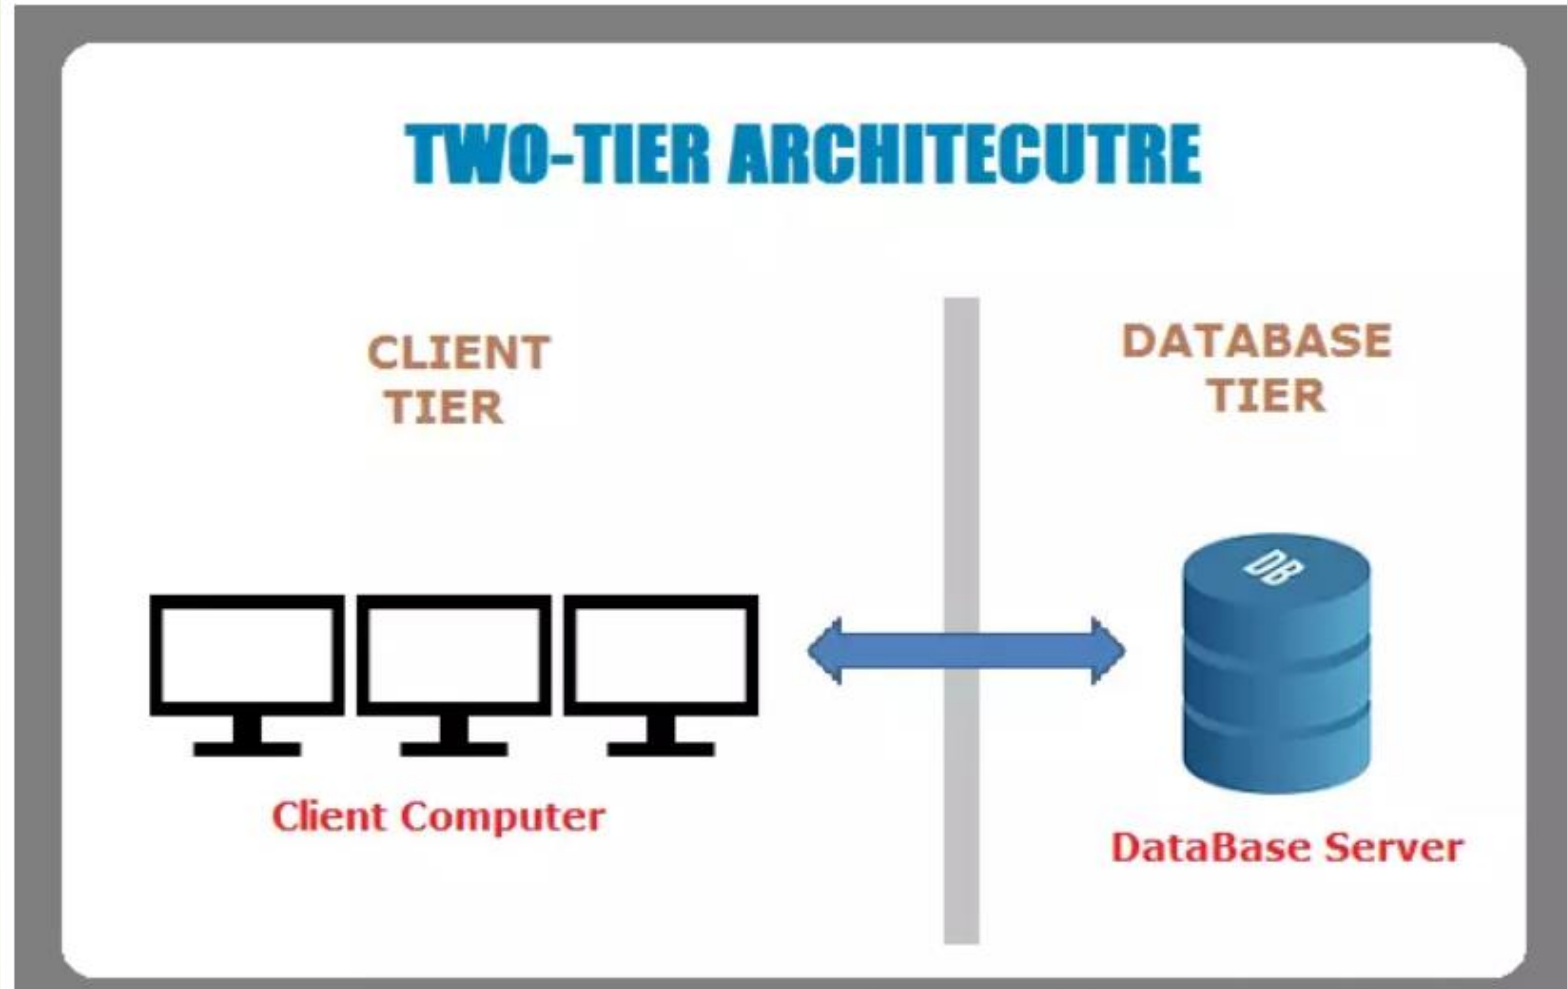 TWO-TIER ARCHITECUTRE
CLIENT
TIER
DATABASE
TIER
DB
Client Computer
DataBase Server